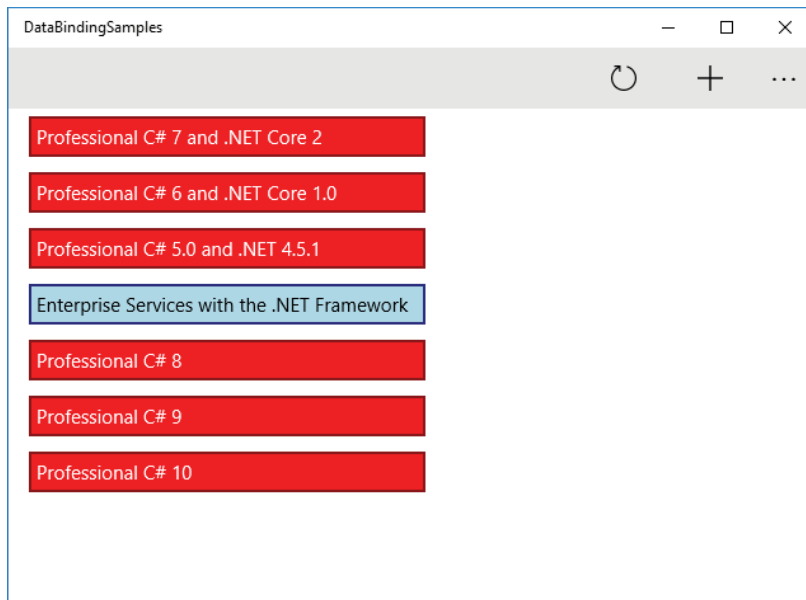 DataBindingSamples
Professional C# 7 and .NET Core 2
Professional C# 6 and .NET Core 1.0
Professional C# 5.0 and .NET 4.5.1
Enterprise Services with the .NET Framework
Professional C# 8
Professional C# 9
Professional C# 10